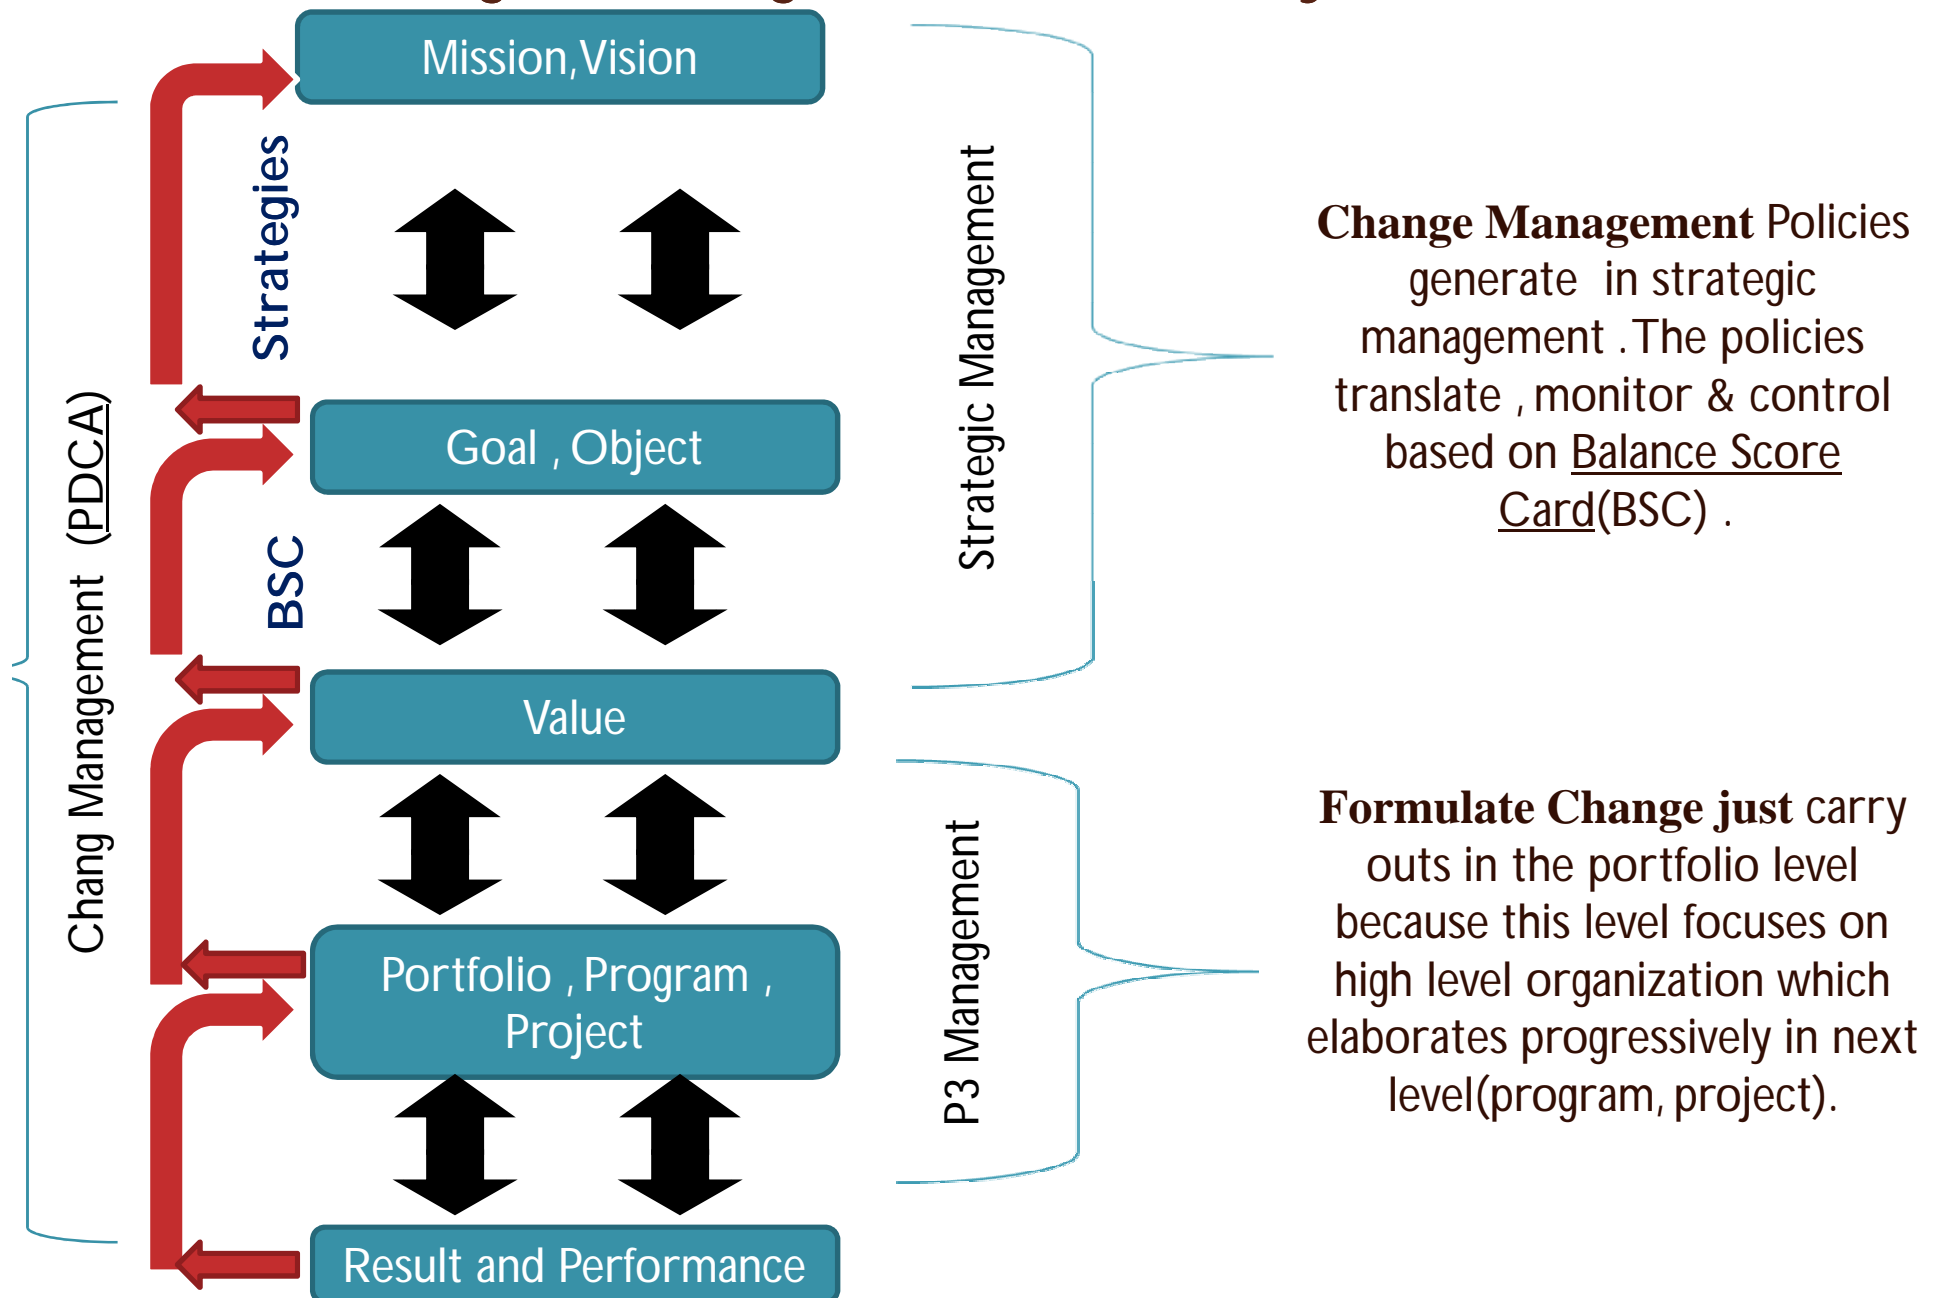 Mission,Vision
Strategies
Goal , Object
BSC
Value
Portfolio , Program ,
Project
Result and Performance
Chang Management (PDCA)
Strategic Management
P3 Management
Change Management Policies
generate in strategic
management .The policies
translate , monitor & control
based on Balance Score
Card(BSC) .
Formulate Change just carry
outs in the portfolio level
because this level focuses on
high level organization which
elaborates progressively in next
level(program, project).